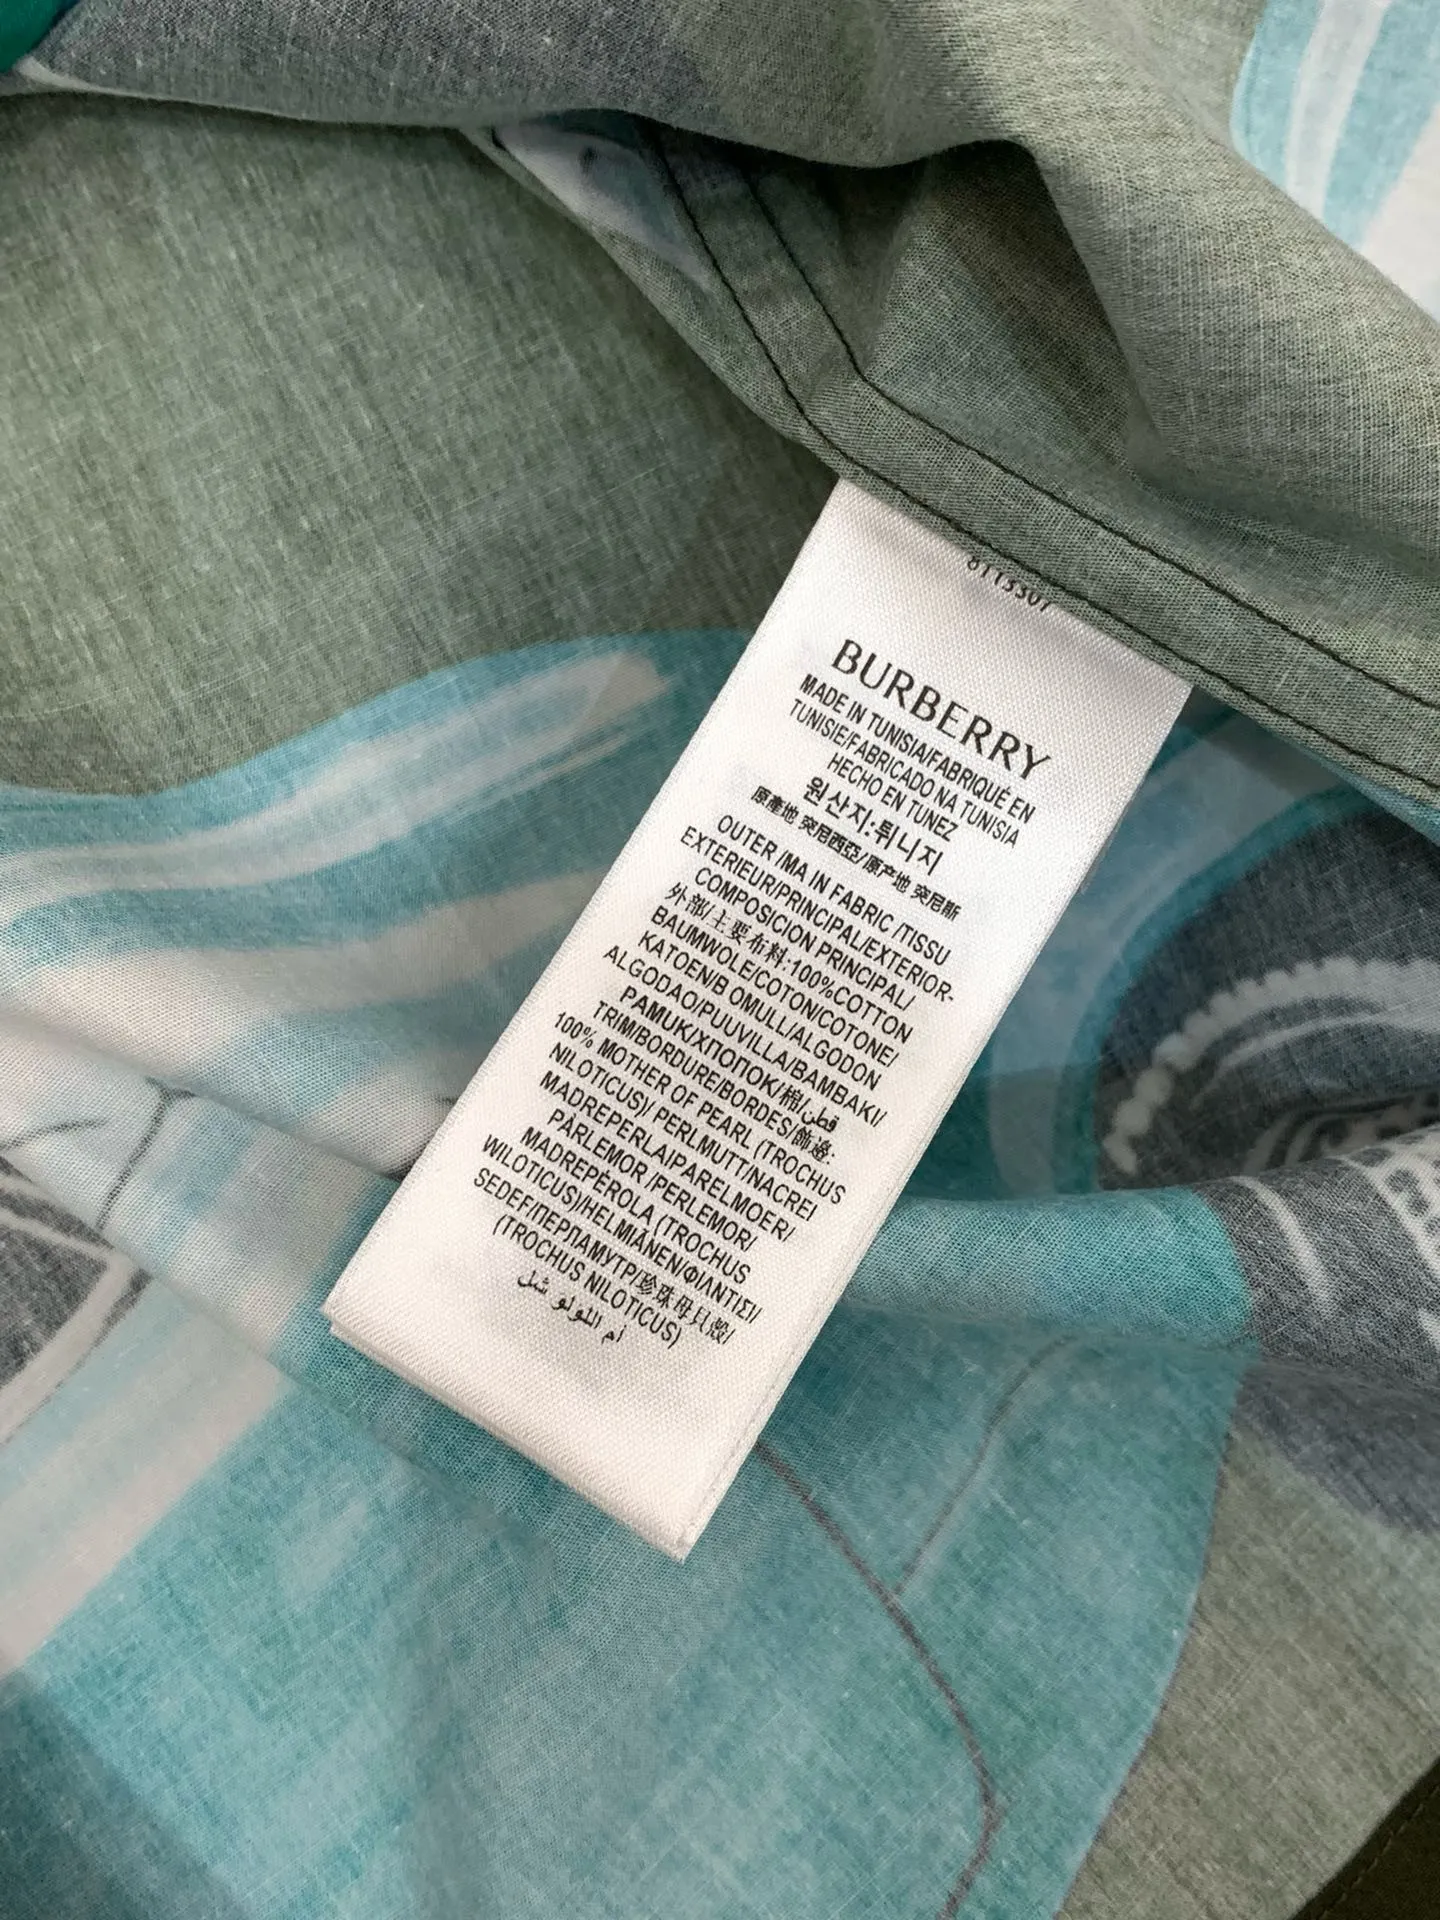 8113307
BURBERRY
MADE IN TUNISIA/FABRIQUÉ EN
TUNISIE/FABRICADO NA TUNISIA
HECHO EN TUNEZ
원산지:튀니지
原產地 突尼西亞/原产地 突尼斯
OUTER /MA IN FABRIC /TISSU
EXTERIEUR/PRINCIPAL/EXTERIOR-
COMPOSICION PRINCIPAL/
外部/主要布料:100%COTTON
BAUMWOLE/COTON/COTONE/
KATOEN/B OMULL/ALGODON
ALGODAO/PUUVILLA/BAMBAKI/
PAMUK/ХПОПОК/棉/قطن
TRIM/BORDURE/BORDES/飾邊:
100% MOTHER OF PEARL (TROCHUS
NILOTICUS)/ PERLMUTT/NACRE/
MADREPERLA/PARELMOER/
PÄRLEMOR /PERLEMOR/
MADREPÉROLA (TROCHUS
WILOTICUS)/HELMIÄNEN/ΦΙΛΝΤΙΣΙ/
SEDEF/ПЕРПАМУТР/珍珠母貝殼/
(TROCHUS NILOTICUS)
أم اللولو شل